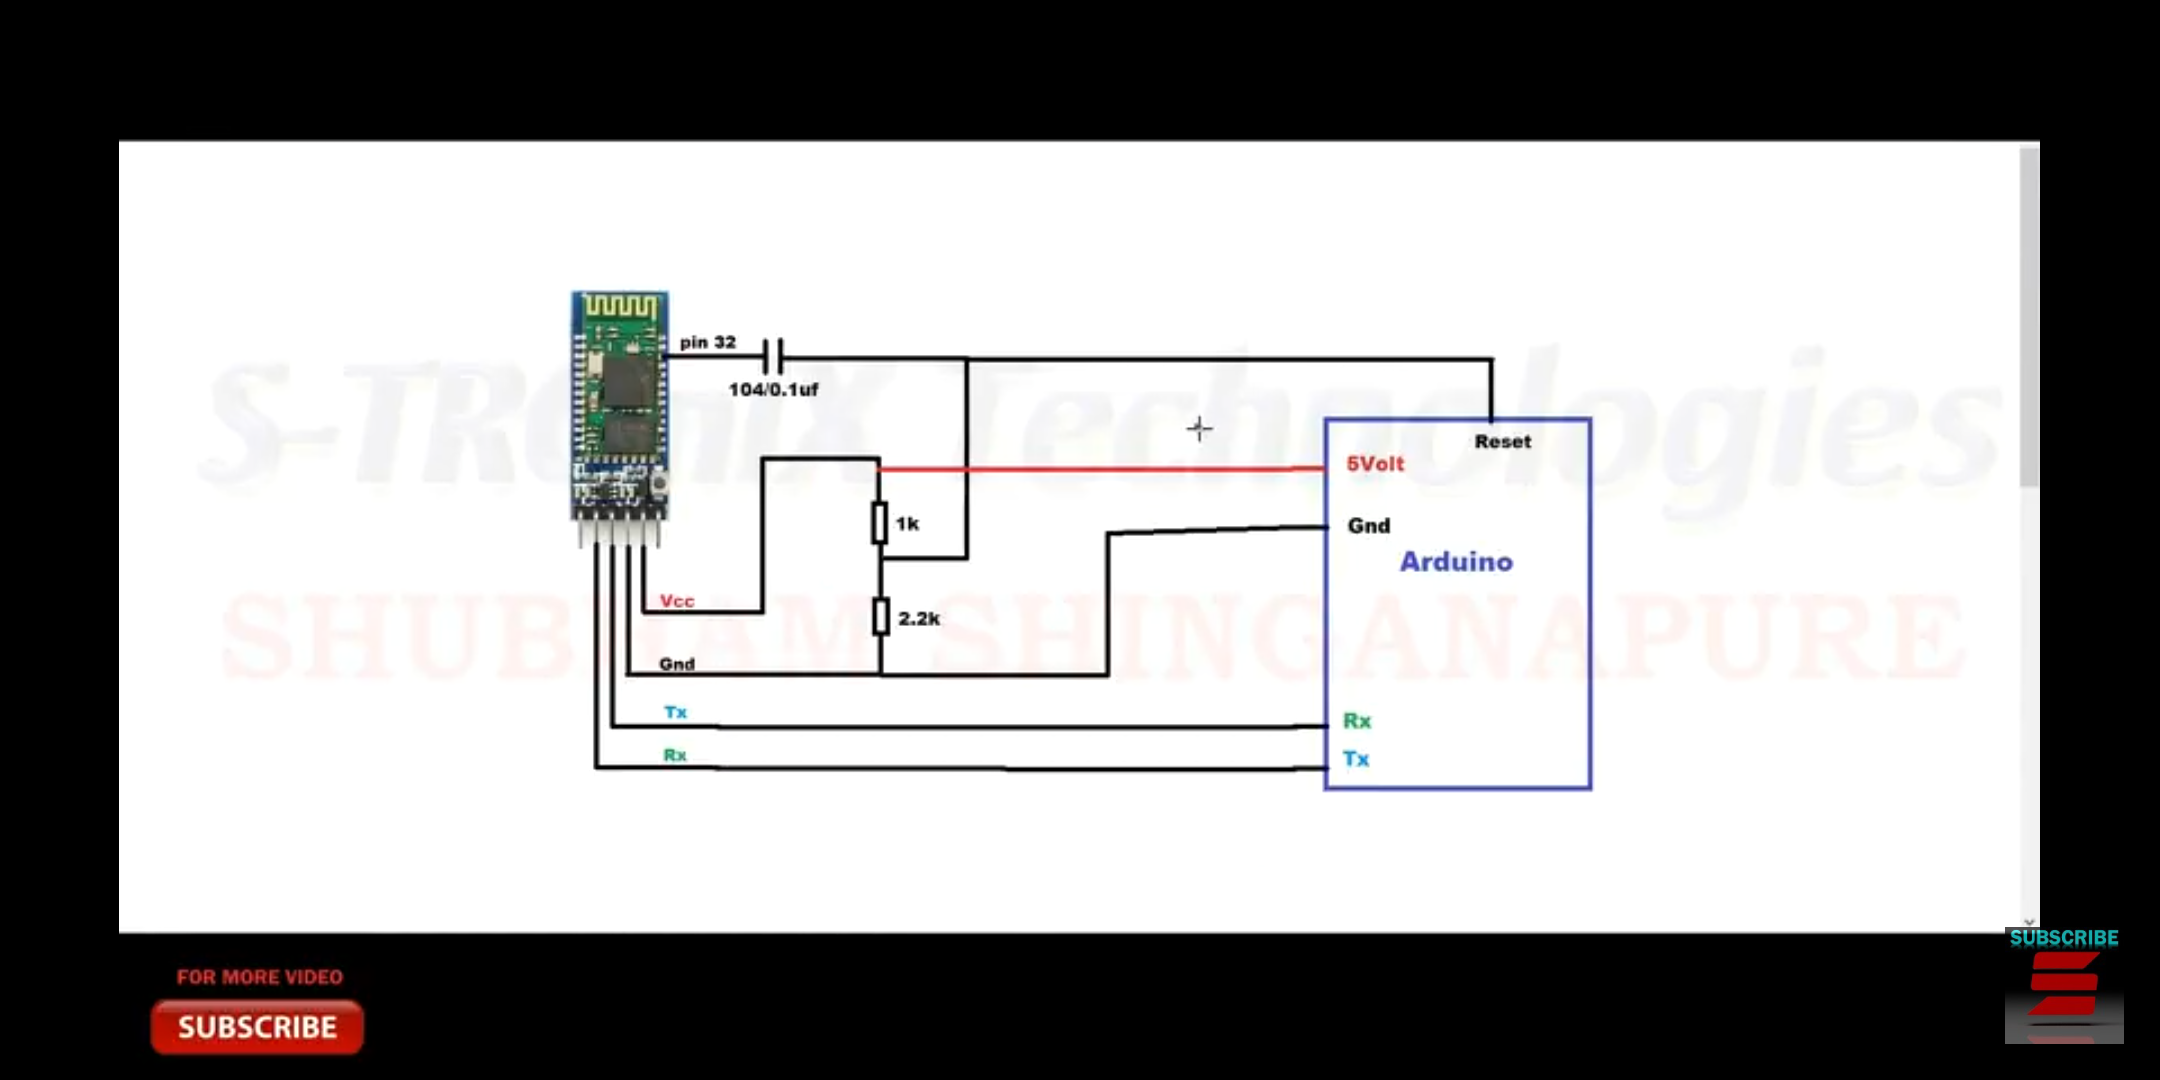 pin 32
104/0.1uf
S-TROnIX Technologies
Reset
5Volt
1k
Gnd
Arduino
Vcc
2.2k
SHUBHAM SHINGANAPURE
Gnd
Tx
Rx
Rx
Tx
SUBSCRIBE
FOR MORE VIDEO
SUBSCRIBE